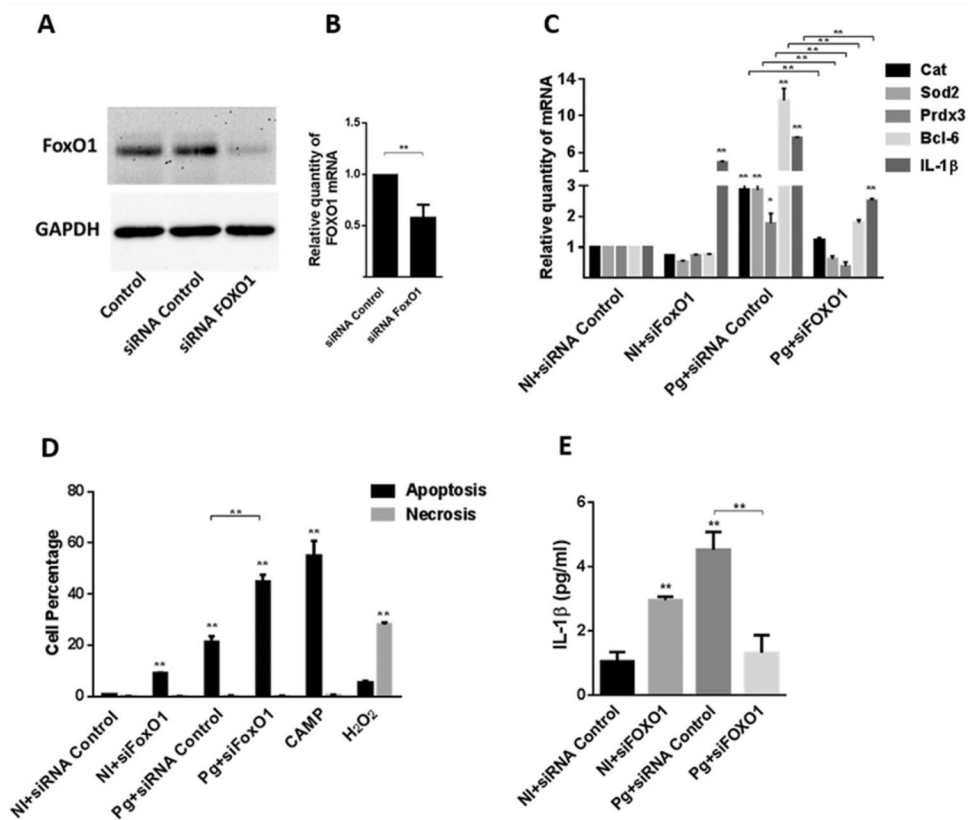 A
FoxO1
GAPDH
Control
siRNA Control
siRNA FOXO1
B
Relative quantity of
FOXO1 mRNA
1.5
1.0
0.5
**
siRNA Control
siRNA FoxO1
C
Relative quantity of mRNA
14
10
6
3
2
1
**
**
**
**
**
**
**
**
**
**
*
**
**
Cat
Sod2
Prdx3
Bcl-6
IL-1β
NI+siRNA Control
NI+siFoxO1
Pg+siRNA Control
Pg+siFOXO1
D
Cell Percentage
80
60
40
20
0
**
**
**
**
**
**
Apoptosis
Necrosis
NI+siRNA Control
NI+siFoxO1
Pg+siRNA Control
Pg+siFoxO1
CAMP
H₂O₂
E
IL-1β (pg/ml)
6
4
2
0
**
**
**
NI+siRNA Control
NI+siFOXO1
Pg+siRNA Control
Pg+siFOXO1